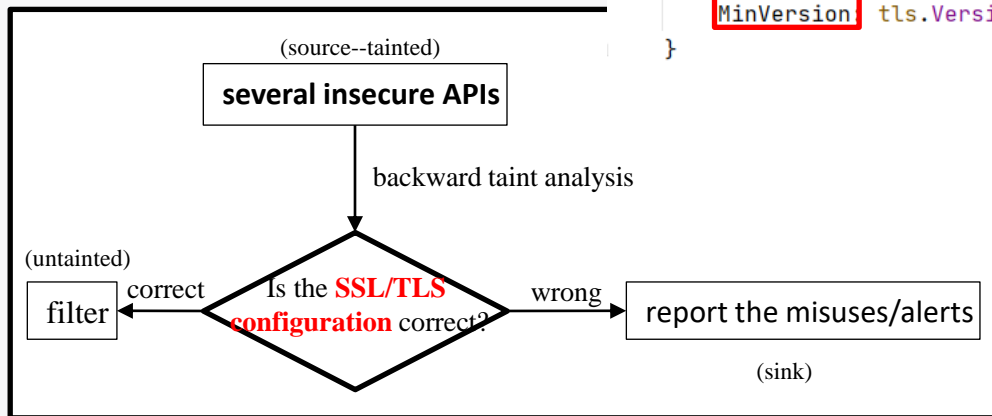 MinVersion: tls.Versi
}
(source--tainted)
several insecure APIs
backward taint analysis
(untainted)
filter
correct
Is the SSL/TLS
configuration correct?
wrong
report the misuses/alerts
(sink)